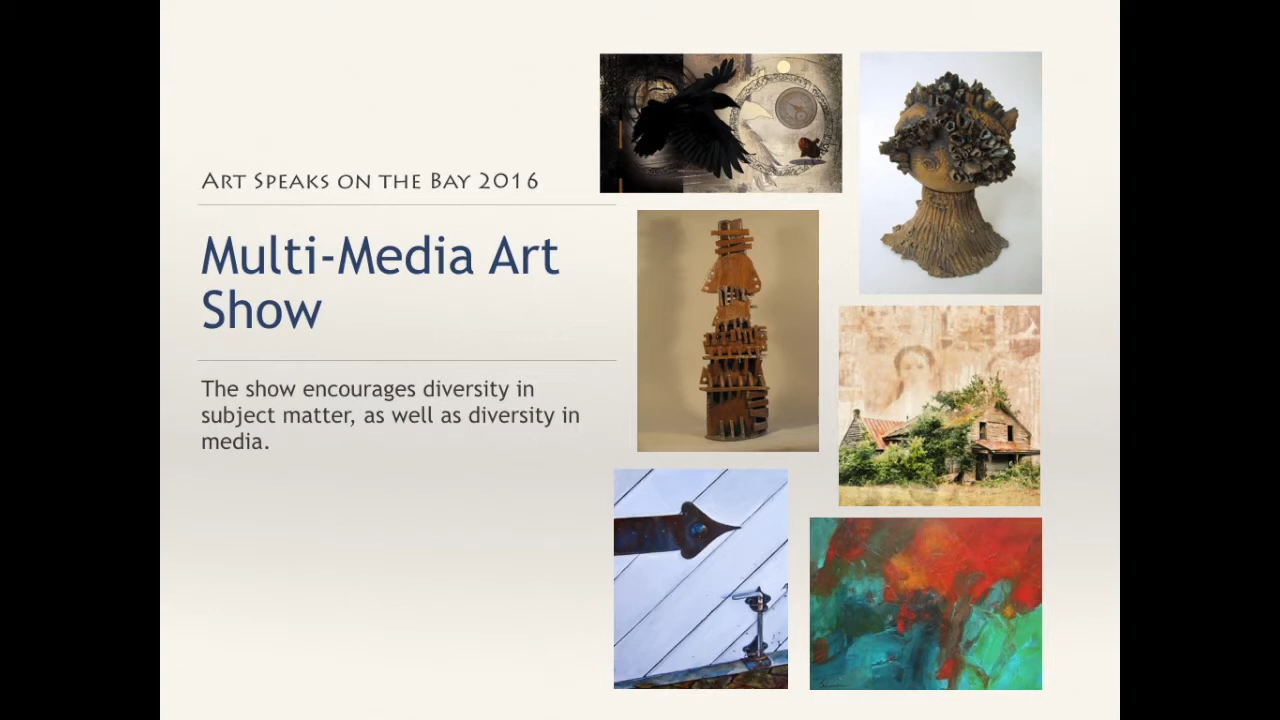 Art Speaks on the Bay 2016
Multi-Media Art
Show
The show encourages diversity in
subject matter, as well as diversity in
media.